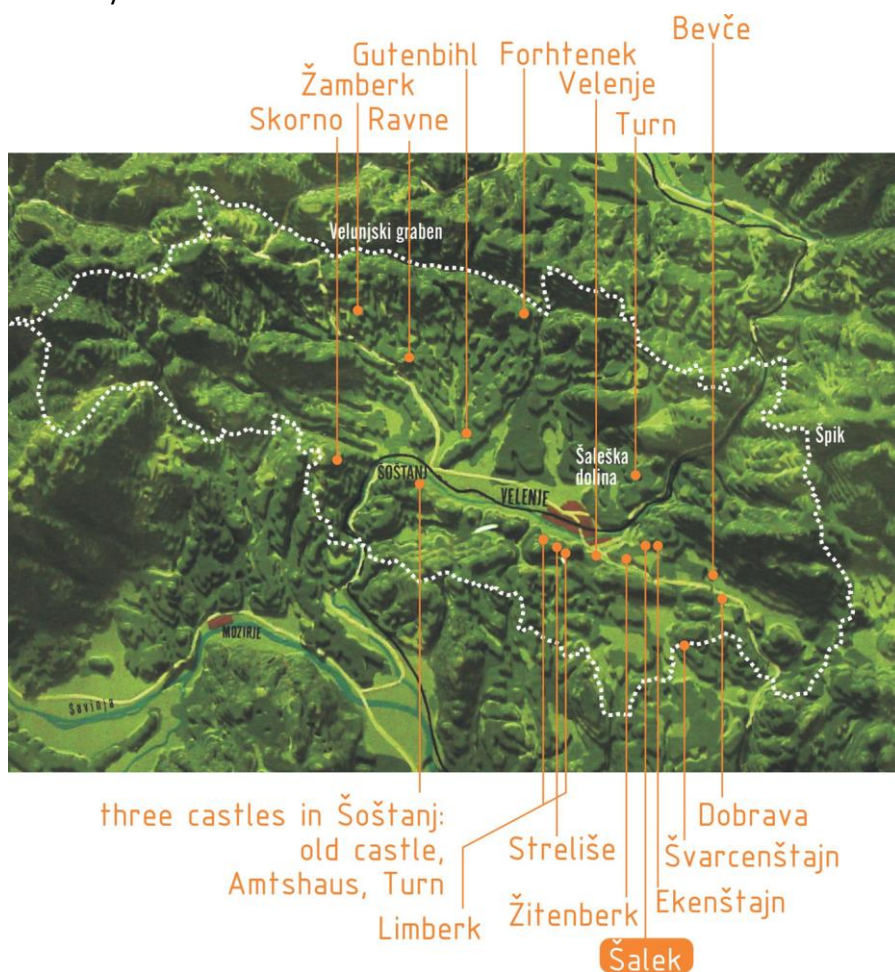 Bevče
Gutenbihl
Forhtenek
Žamberk
Velenje
Skorno
Ravne
Turn
Velunjski graben
Špik
Šaleška
dolina
ŠOŠTANJ
VELENJE
MOZIRJE
Savinja
three castles in Šoštanj:
old castle,
Amtshaus, Turn
Dobrava
Streliše
Švarcenštajn
Limberk
Žitenberk
Ekenštajn
Šalek